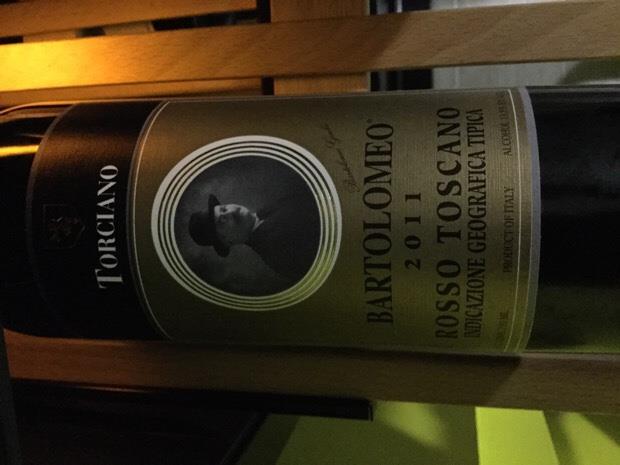 TORCIANO
BARTOLOMEO®
2011
ROSSO TOSCANO
INDICAZIONE GEOGRAFICA TIPICA
PRODUCT OF ITALY